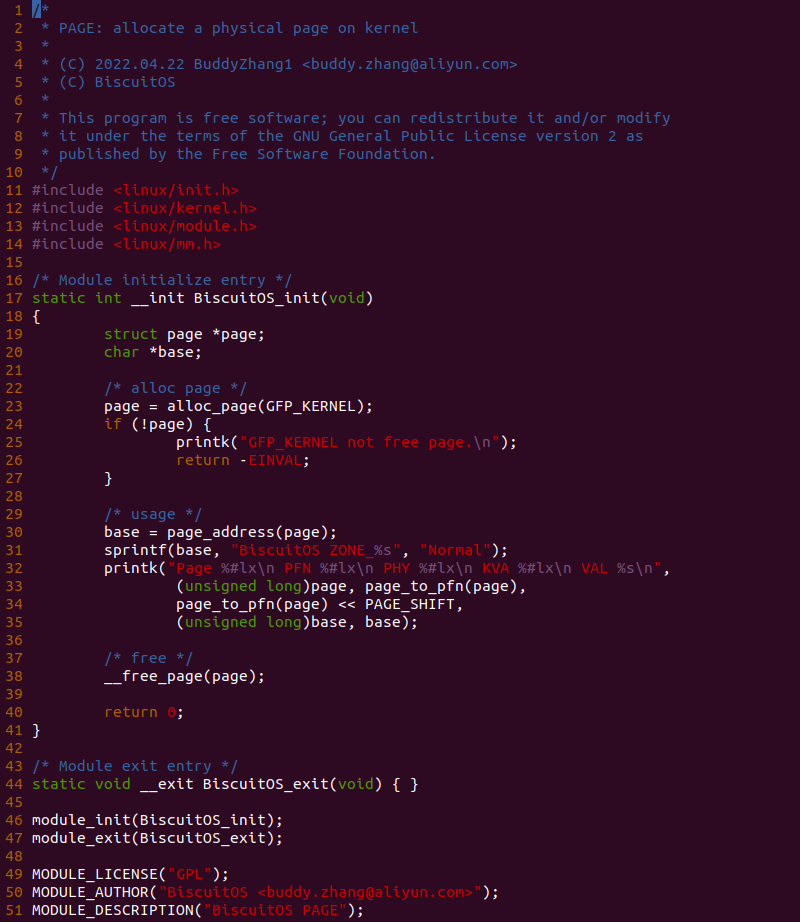 1 /*
2  * PAGE: allocate a physical page on kernel
3  *
4  * (C) 2022.04.22 BuddyZhang1 <buddy.zhang@aliyun.com>
5  * (C) BiscuitOS
6  *
7  * This program is free software; you can redistribute it and/or modify
8  * it under the terms of the GNU General Public License version 2 as
9  * published by the Free Software Foundation.
10  */
11 #include <linux/init.h>
12 #include <linux/kernel.h>
13 #include <linux/module.h>
14 #include <linux/mm.h>
15
16 /* Module initialize entry */
17 static int __init BiscuitOS_init(void)
18 {
19         struct page *page;
20         char *base;
21
22         /* alloc page */
23         page = alloc_page(GFP_KERNEL);
24         if (!page) {
25                 printk("GFP_KERNEL not free page.\n");
26                 return -EINVAL;
27         }
28
29         /* usage */
30         base = page_address(page);
31         sprintf(base, "BiscuitOS ZONE_%s", "Normal");
32         printk("Page %#lx\n PFN %#lx\n PHY %#lx\n KVA %#lx\n VAL %s\n",
33                 (unsigned long)page, page_to_pfn(page),
34                 page_to_pfn(page) << PAGE_SHIFT,
35                 (unsigned long)base, base);
36
37         /* free */
38         __free_page(page);
39
40         return 0;
41 }
42
43 /* Module exit entry */
44 static void __exit BiscuitOS_exit(void) { }
45
46 module_init(BiscuitOS_init);
47 module_exit(BiscuitOS_exit);
48
49 MODULE_LICENSE("GPL");
50 MODULE_AUTHOR("BiscuitOS <buddy.zhang@aliyun.com>");
51 MODULE_DESCRIPTION("BiscuitOS PAGE");